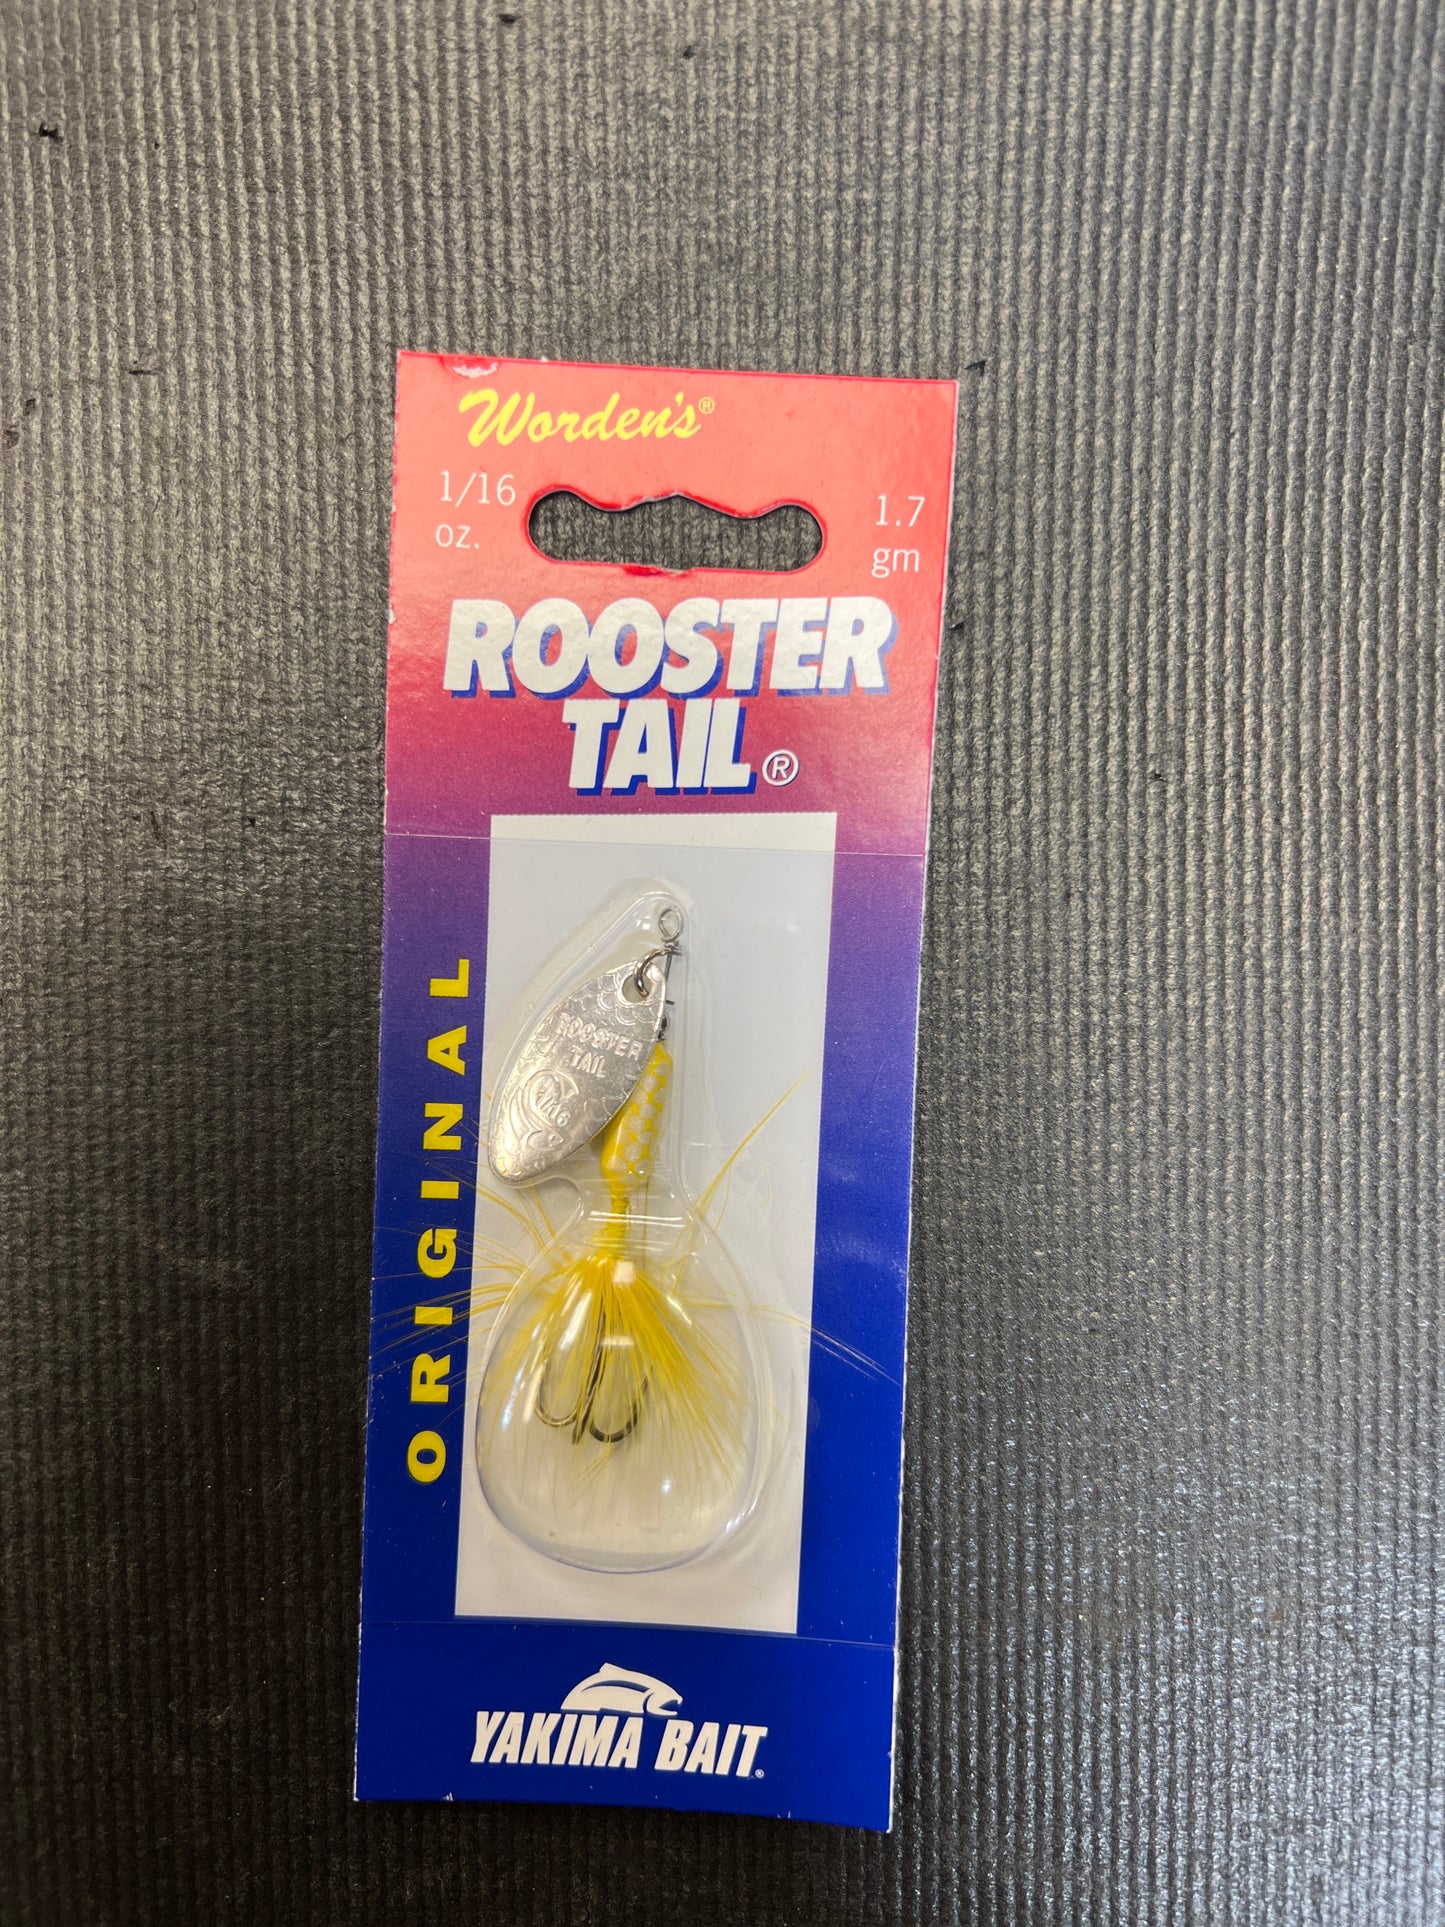 Worden's®
1/16
oz.
1.7
gm
ROOSTER
TAIL®
ORIGINAL
ROOSTER
TAIL
1/16
YAKIMA BAIT®